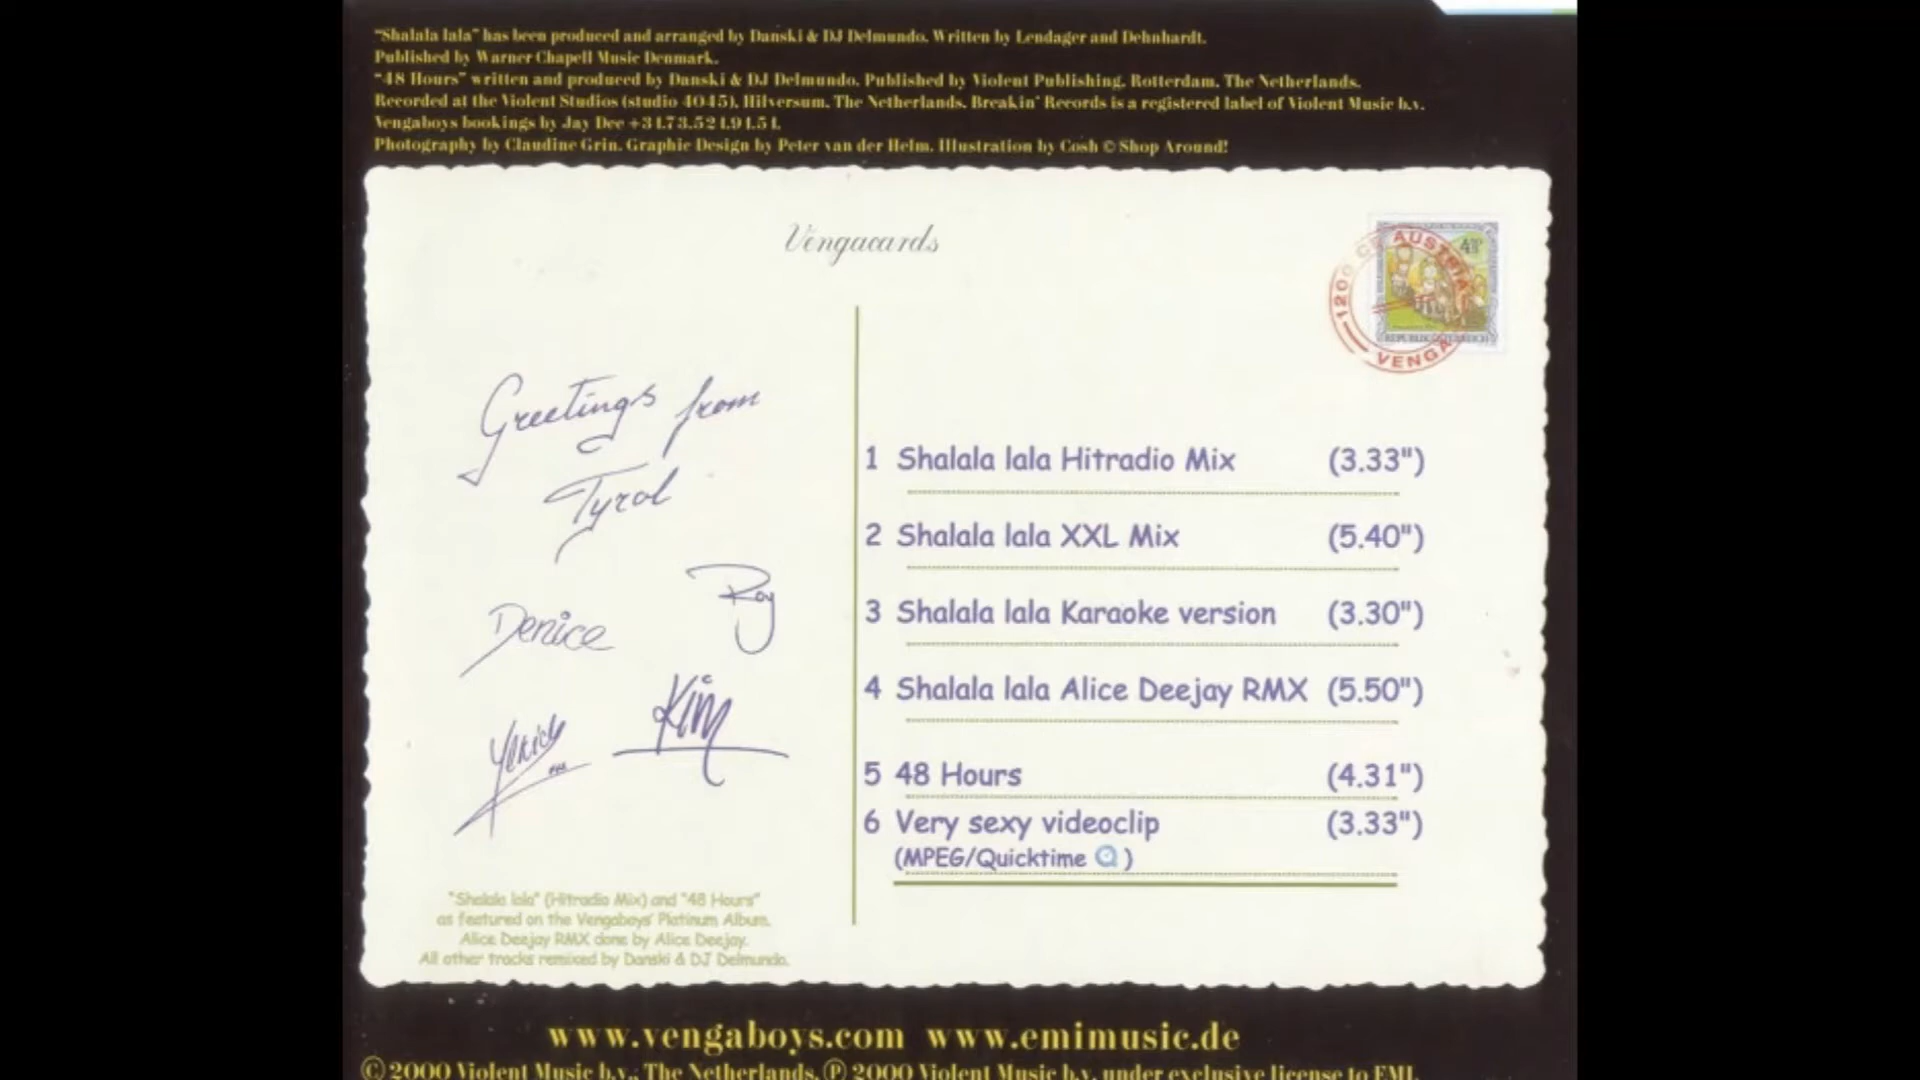 "Shalala lala" has been produced and arranged by Danski & DJ Delmundo. Written by Lendager and Dehnhardt.
Published by Warner Chapell Music Denmark.
"48 Hours" written and produced by Danski & DJ Delmundo. Published by Violent Publishing, Rotterdam, The Netherlands.
Recorded at the Violent Studios (studio 4045), Hilversum, The Netherlands. Breakin' Records is a registered label of Violent Music b.v.
Vengaboys bookings by Jay Dee +31.73.521.91.51.
Photography by Claudine Grin. Graphic Design by Peter van der Helm. Illustration by Cosh © Shop Around!
Vengacards
AUSTRIA
1200
VENGA
REPUBLIK ÖSTERREICH
Greetings from
Tyrol
Roy
Denice
Kim
Yorick
1 Shalala lala Hitradio Mix (3.33")
2 Shalala lala XXL Mix (5.40")
3 Shalala lala Karaoke version (3.30")
4 Shalala lala Alice Deejay RMX (5.50")
5 48 Hours (4.31")
6 Very sexy videoclip (3.33")
(MPEG/Quicktime )
"Shalala lala" (Hitradio Mix) and "48 Hours"
as featured on the Vengaboys' Platinum Album.
Alice Deejay RMX done by Alice Deejay.
All other tracks remixed by Danski & DJ Delmundo.
www.vengaboys.com www.emimusic.de
© 2000 Violent Music b.v., The Netherlands. ℗ 2000 Violent Music b.v. under exclusive license to EMI